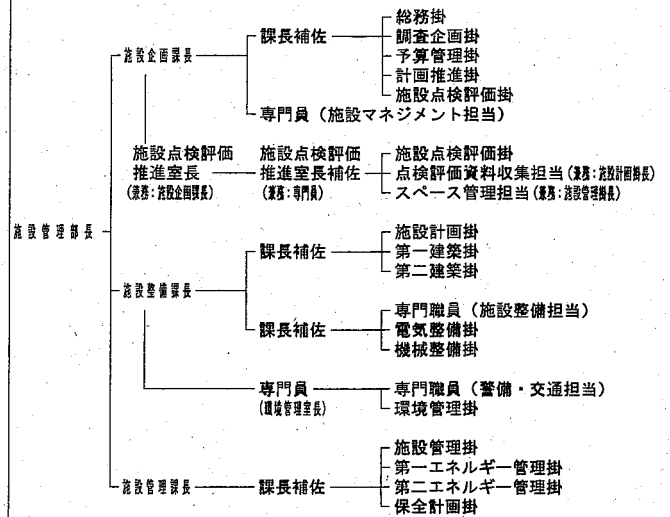 総務掛
課長補佐
調査企画掛
施設企画課長
予算管理掛
計画推進掛
施設点検評価掛
専門員（施設マネジメント担当）
施設点検評価
推進室長
(兼務：施設企画課長)
施設点検評価
推進室長補佐
(兼務：専門員)
施設点検評価掛
点検評価資料収集担当(兼務：施設計画掛長)
スペース管理担当(兼務：施設管理掛長)
施設管理部長
施設整備課長
課長補佐
施設計画掛
第一建築掛
第二建築掛
課長補佐
専門職員（施設整備担当）
電気整備掛
機械整備掛
専門員
(環境管理室長)
専門職員（警備・交通担当）
環境管理掛
施設管理課長
課長補佐
施設管理掛
第一エネルギー管理掛
第二エネルギー管理掛
保全計画掛